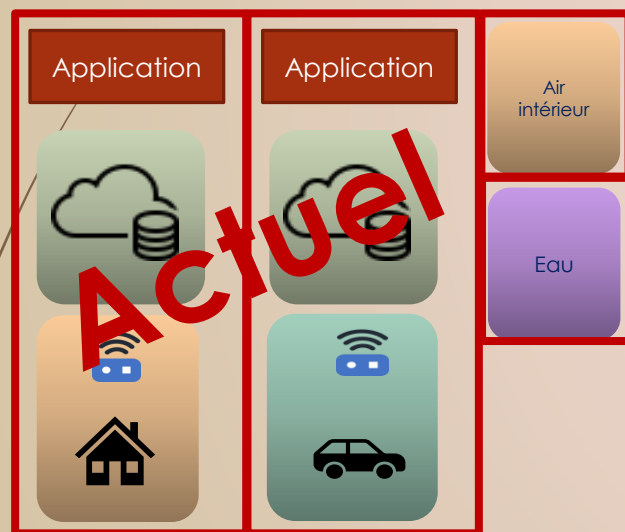 Application
Application
Air
intérieur
Actuel
Eau